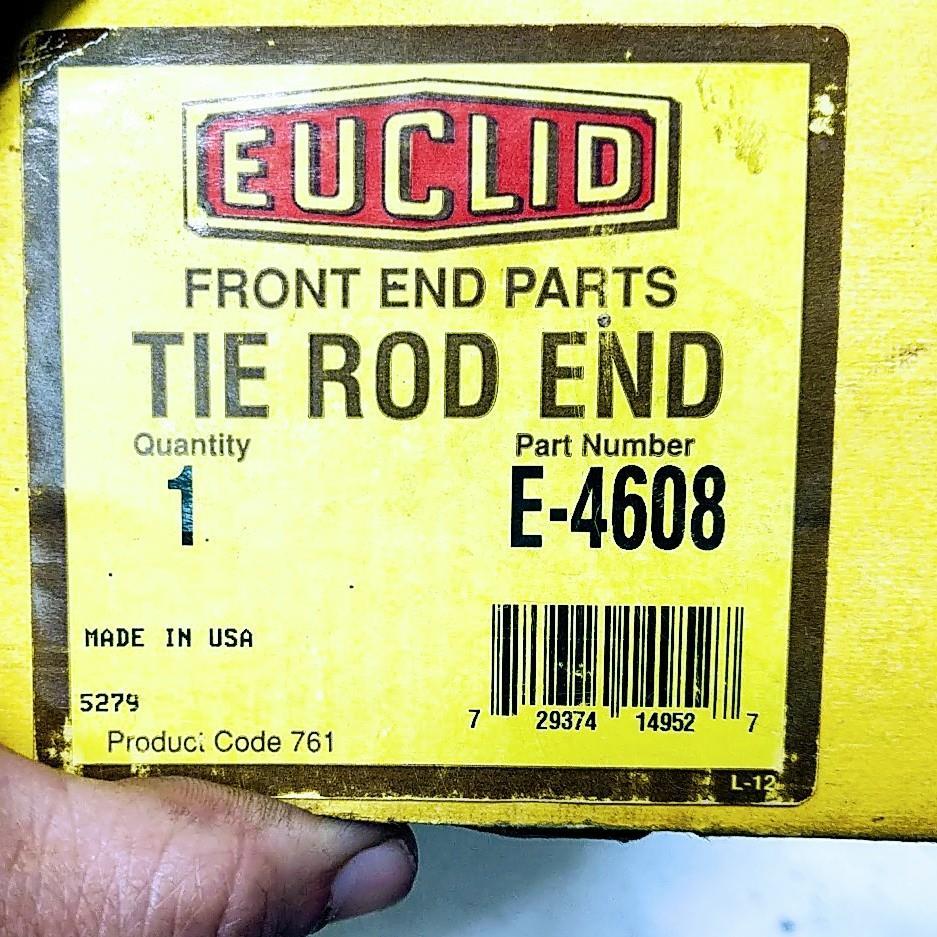 EUCLID
FRONT END PARTS
TIE ROD END
Quantity
Part Number
1
E-4608
MADE IN USA
5279
Product Code 761
7 29374 14952 7
L-12